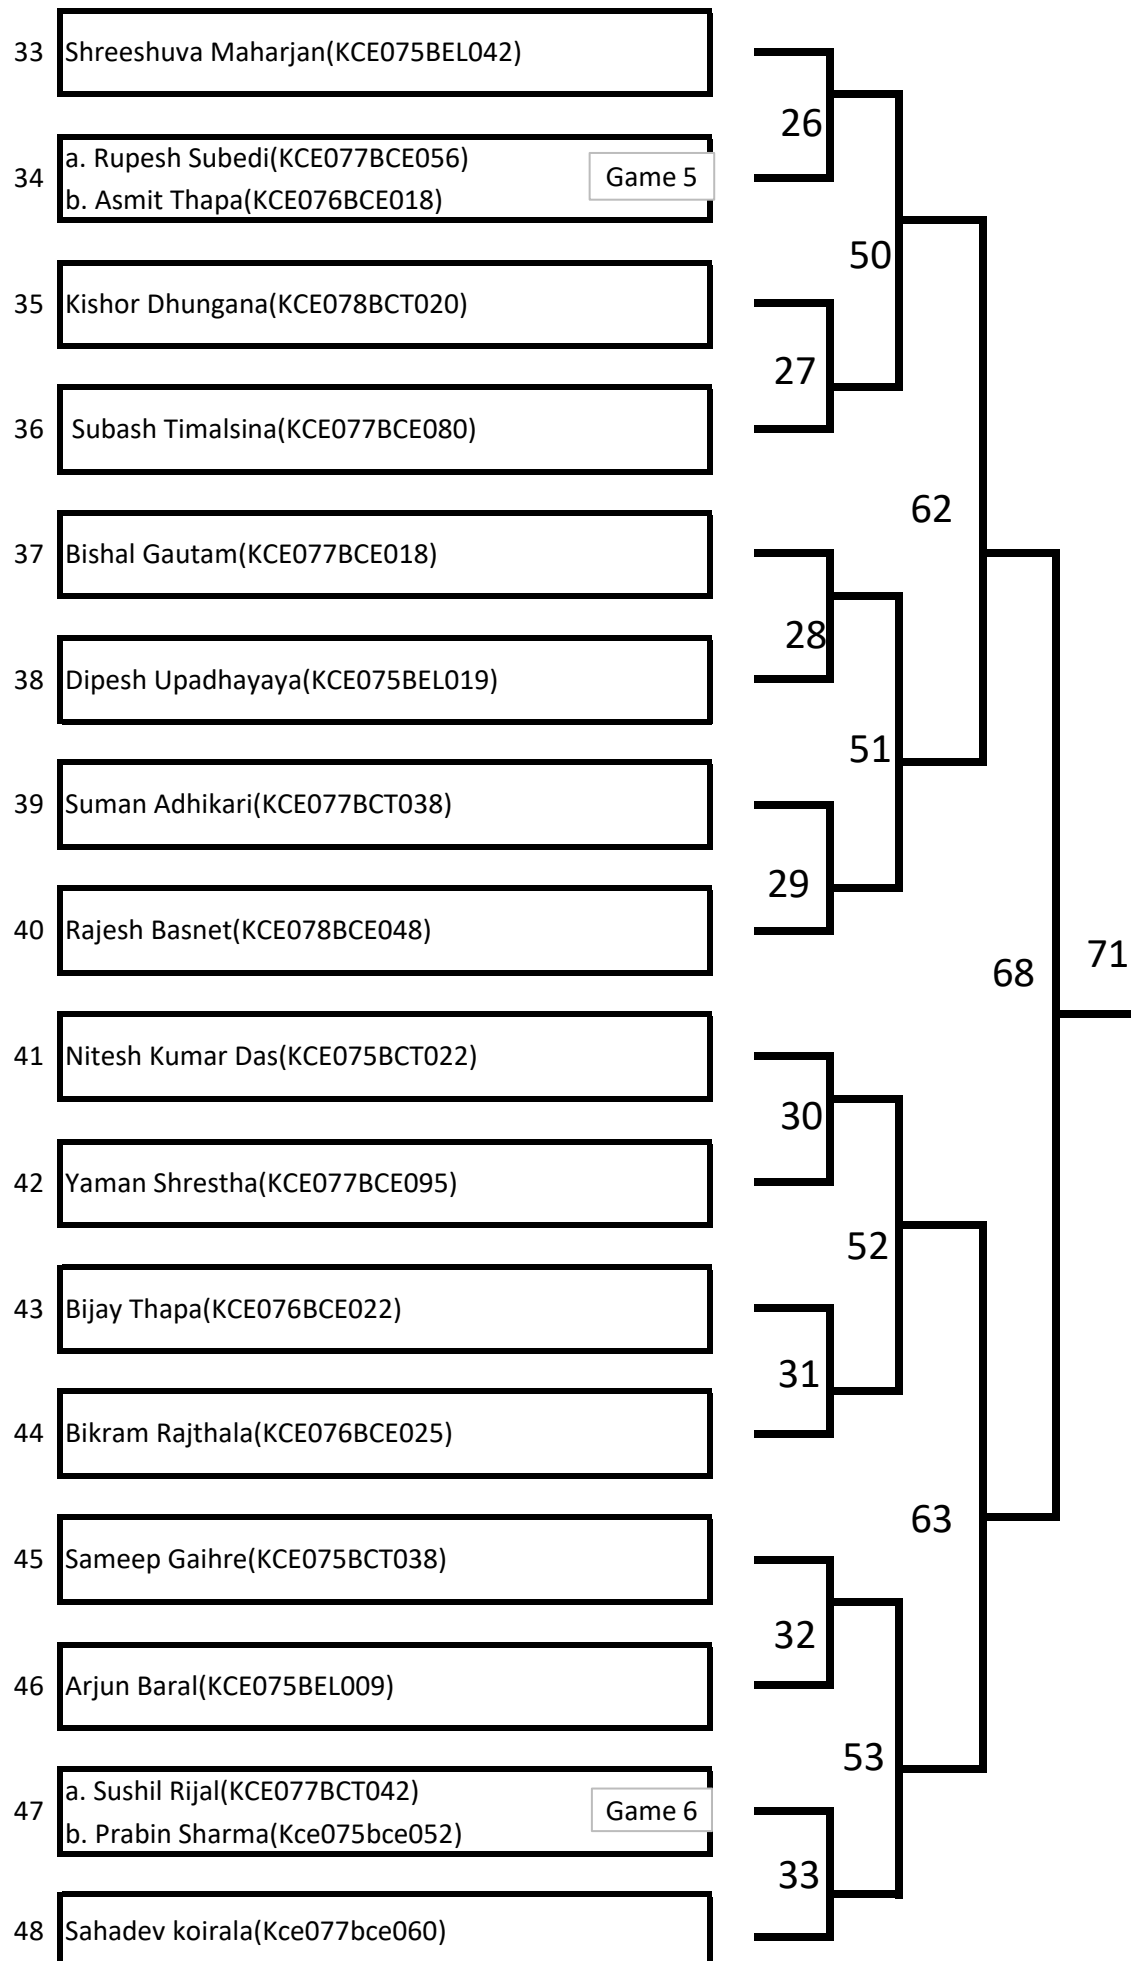 33 Shreeshuva Maharjan(KCE075BEL042)
26
34 a. Rupesh Subedi(KCE077BCE056)
b. Asmit Thapa(KCE076BCE018)
Game 5
50
35 Kishor Dhungana(KCE078BCT020)
27
36 Subash Timalsina(KCE077BCE080)
62
37 Bishal Gautam(KCE077BCE018)
28
38 Dipesh Upadhayaya(KCE075BEL019)
51
39 Suman Adhikari(KCE077BCT038)
29
40 Rajesh Basnet(KCE078BCE048)
68
71
41 Nitesh Kumar Das(KCE075BCT022)
30
42 Yaman Shrestha(KCE077BCE095)
52
43 Bijay Thapa(KCE076BCE022)
31
44 Bikram Rajthala(KCE076BCE025)
63
45 Sameep Gaihre(KCE075BCT038)
32
46 Arjun Baral(KCE075BEL009)
53
47 a. Sushil Rijal(KCE077BCT042)
b. Prabin Sharma(Kce075bce052)
Game 6
33
48 Sahadev koirala(Kce077bce060)